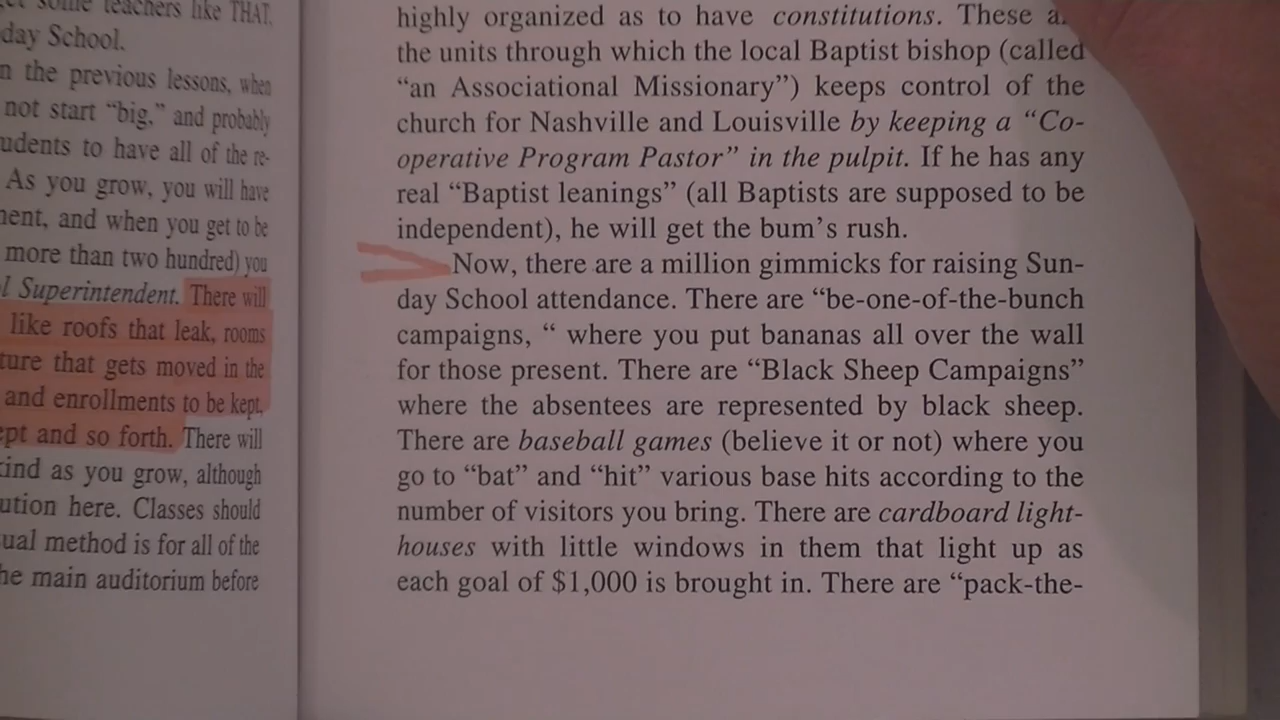 some teachers like THAT,
day School.
n the previous lessons, when
not start “big,” and probably
udents to have all of the re-
As you grow, you will have
ment, and when you get to be
more than two hundred) you
l Superintendent. There will
like roofs that leak, rooms
ture that gets moved in the
and enrollments to be kept,
ept and so forth. There will
kind as you grow, although
ution here. Classes should
ual method is for all of the
he main auditorium before
highly organized as to have constitutions. These
the units through which the local Baptist bishop (called
“an Associational Missionary”) keeps control of the
church for Nashville and Louisville by keeping a “Co-
operative Program Pastor” in the pulpit. If he has any
real “Baptist leanings” (all Baptists are supposed to be
independent), he will get the bum’s rush.
Now, there are a million gimmicks for raising Sun-
day School attendance. There are “be-one-of-the-bunch
campaigns, “ where you put bananas all over the wall
for those present. There are “Black Sheep Campaigns”
where the absentees are represented by black sheep.
There are baseball games (believe it or not) where you
go to “bat” and “hit” various base hits according to the
number of visitors you bring. There are cardboard light-
houses with little windows in them that light up as
each goal of $1,000 is brought in. There are “pack-the-